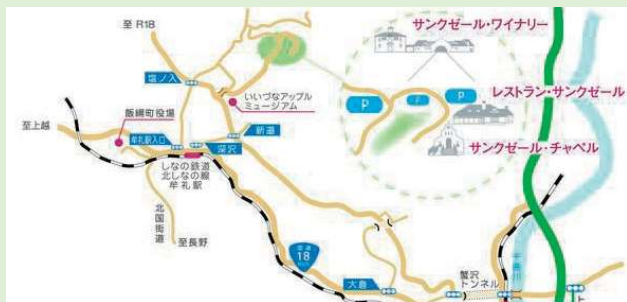 至 R18
サンクゼール・ワイナリー
塩ノ入
いいづなアップル
ミュージアム
P
P
P
レストラン・サンクゼール
飯綱町役場
至上越
牟礼駅入口
新道
深沢
サンクゼール・チャペル
しなの鉄道
北しなの線
牟礼駅
北国街道
至長野
18
大倉
蟹沢
トンネル
上